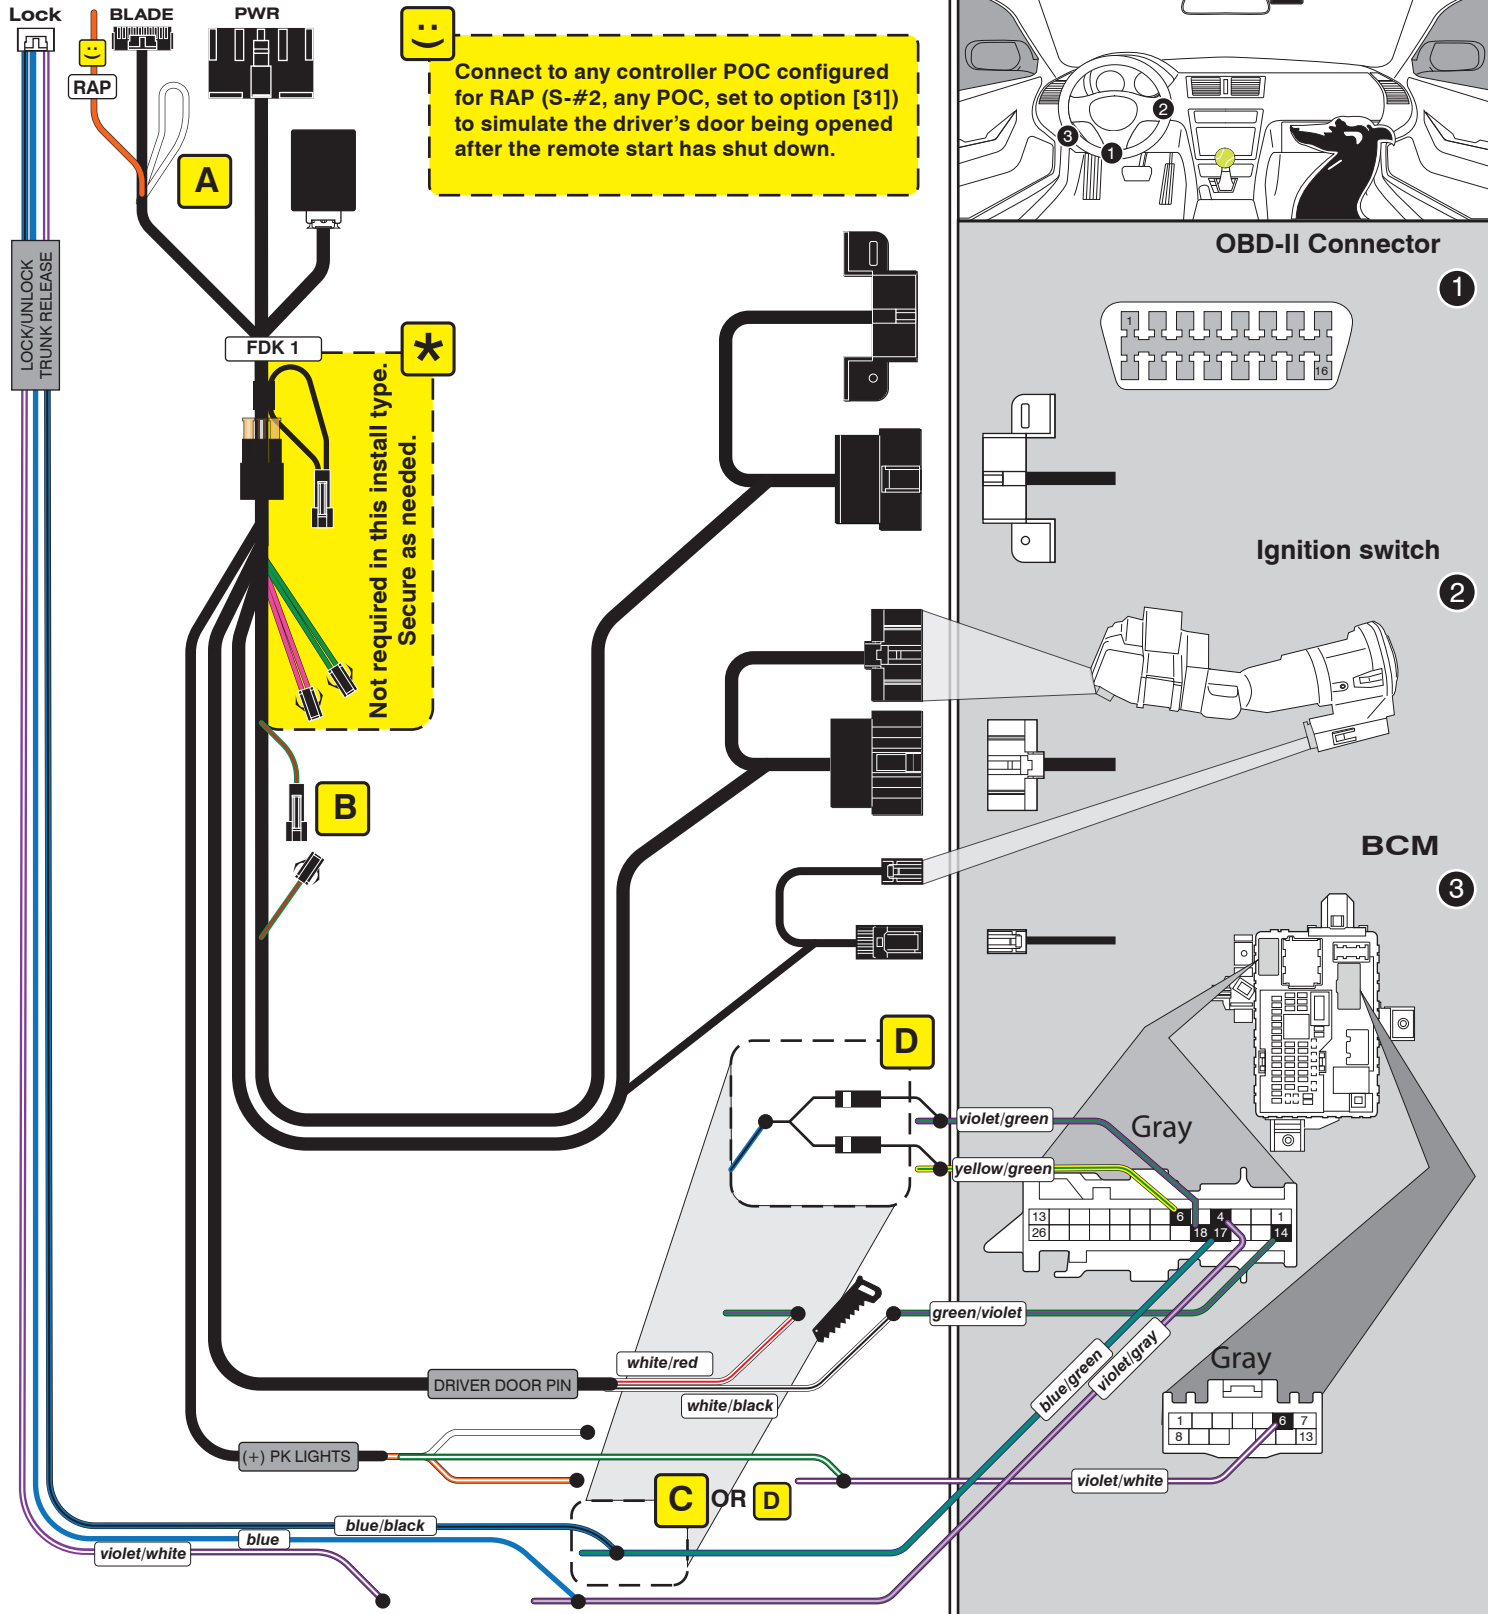 Lock
BLADE
PWR
RAP
A
Connect to any controller POC configured
for RAP (S-#2, any POC, set to option [31])
to simulate the driver's door being opened
after the remote start has shut down.
2
3
1
OBD-II Connector
1
1
16
LOCK/UNLOCK
TRUNK RELEASE
FDK 1
*
Not required in this install type.
Secure as needed.
Ignition switch
2
B
BCM
3
D
violet/green
Gray
yellow/green
13
6
4
1
26
18
17
14
green/violet
white/red
DRIVER DOOR PIN
white/black
blue/green
violet/gray
Gray
1
6
7
8
13
(+) PK LIGHTS
violet/white
C
OR
D
blue/black
blue
violet/white